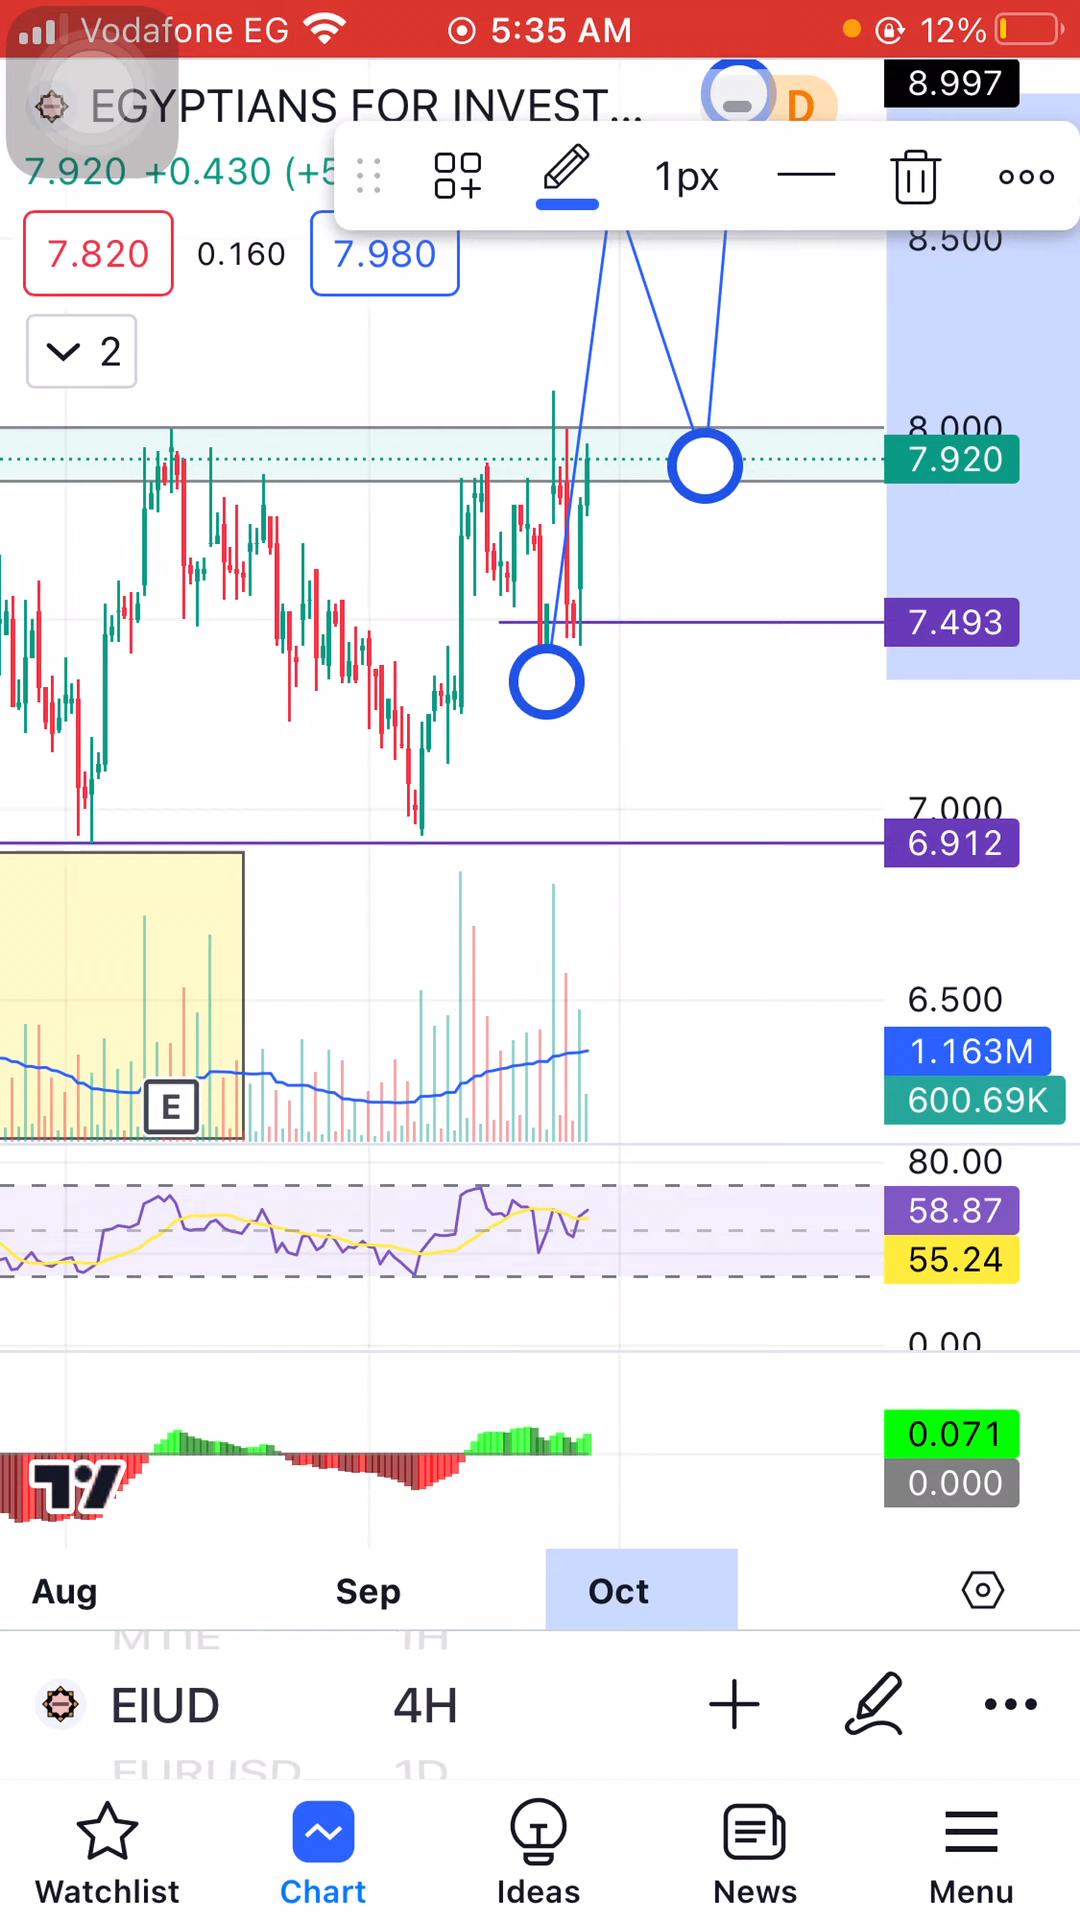 Vodafone EG 5:35 AM 12%
EGYPTIANS FOR INVEST... D 8.997
7.920 +0.430 (+5
1px
7.820 0.160 7.980 8.500
2
8.000
7.920
7.493
7.000
6.912
6.500
1.163M
600.69K
E
80.00
58.87
55.24
0.00
0.071
0.000
Aug Sep Oct
1H
EIUD 4H
EURUSD 1D
Watchlist Chart Ideas News Menu